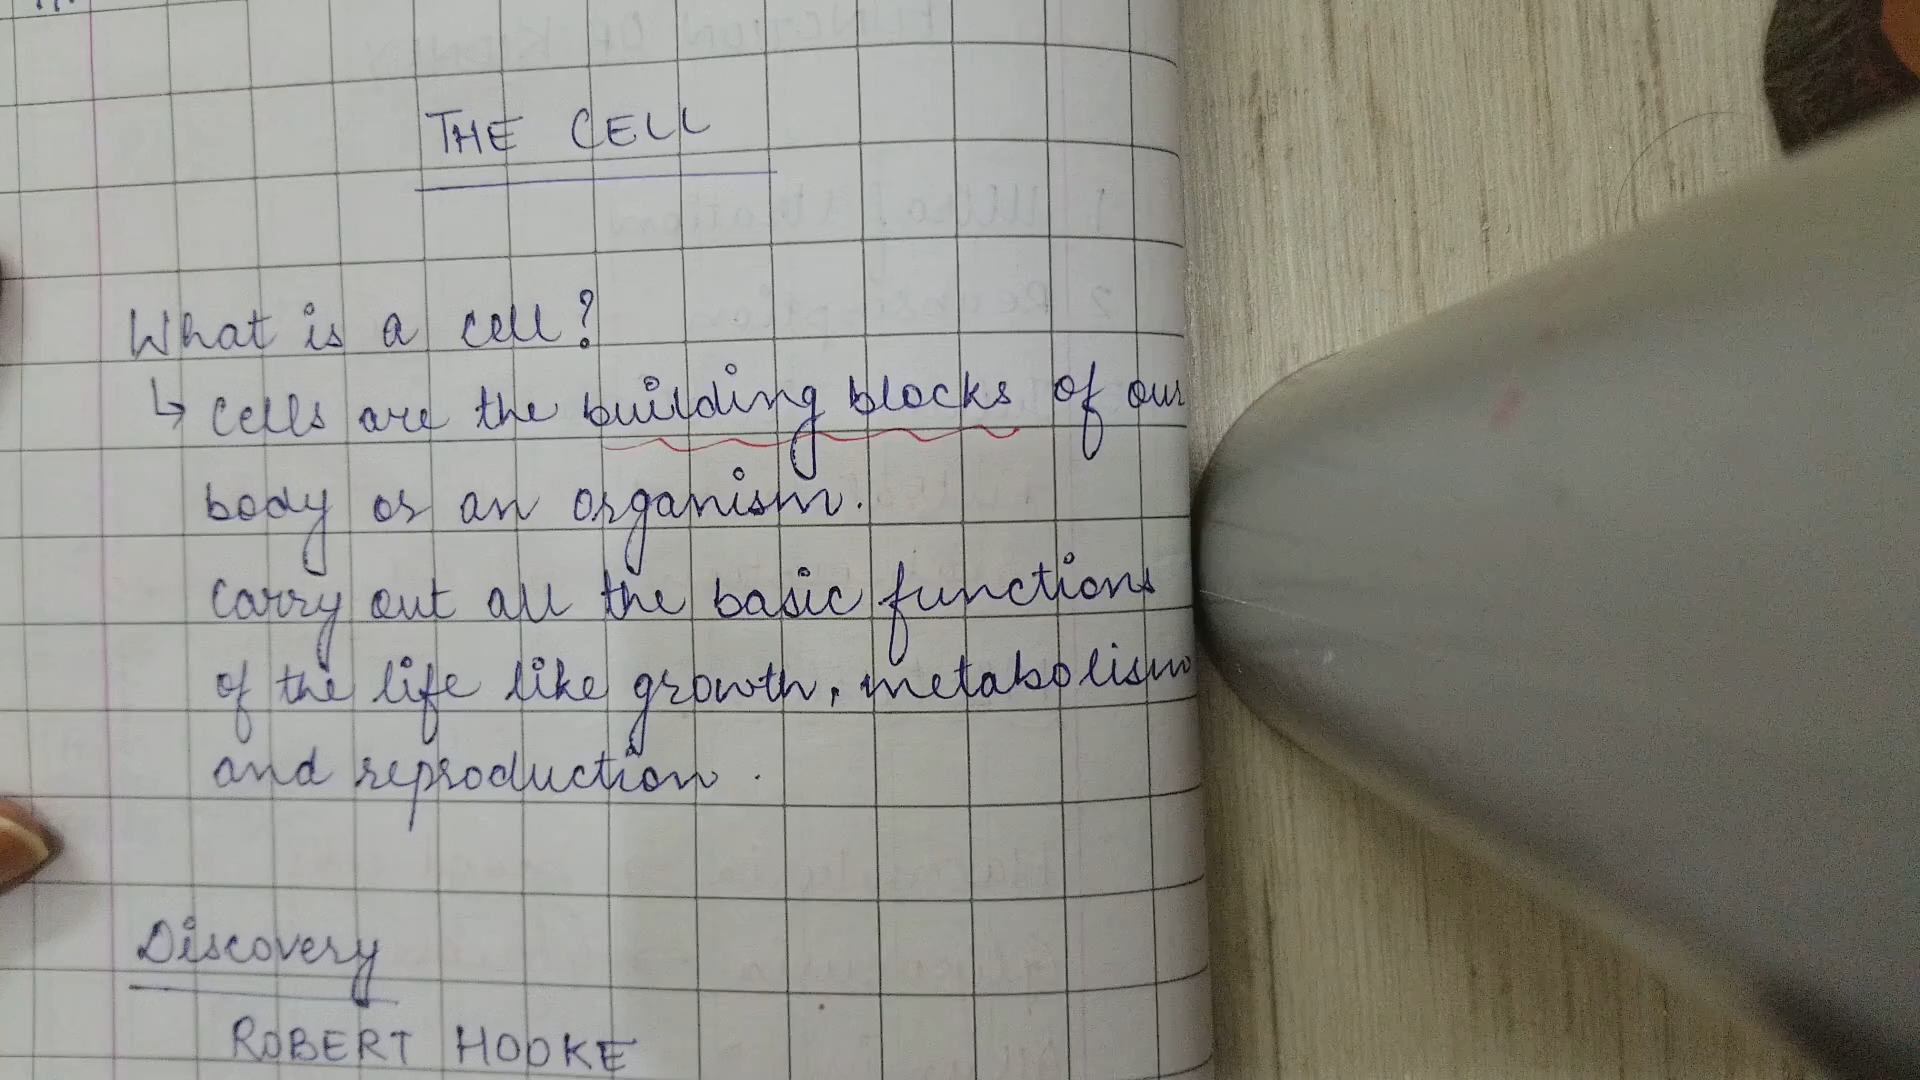 THE CELL
What is a cell?
↳ cells are the building blocks of our
body or an organism.
carry out all the basic functions
of the life like growth, metabolism
and reproduction.
Discovery
ROBERT HOOKE